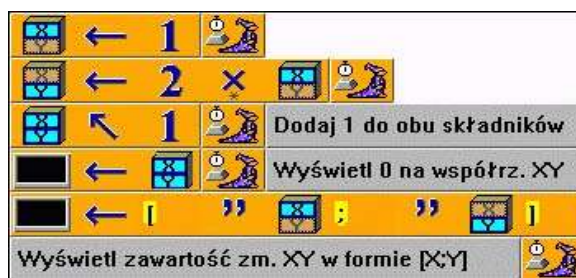 1
2 ×
1 Dodaj 1 do obu składników
Wyświetl 0 na współrz. XY
[ ” ; ” ]
Wyświetl zawartość zm. XY w formie [X;Y]